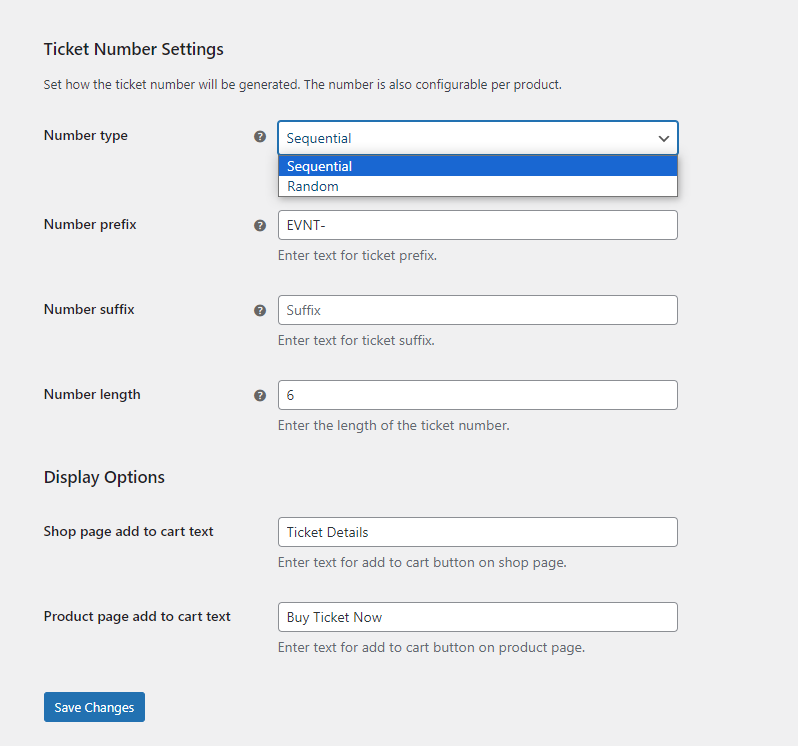 Ticket Number Settings
Set how the ticket number will be generated. The number is also configurable per product.
Number type
Sequential
Sequential
Random
Number prefix
EVNT-
Enter text for ticket prefix.
Number suffix
Suffix
Enter text for ticket suffix.
Number length
6
Enter the length of the ticket number.
Display Options
Shop page add to cart text
Ticket Details
Enter text for add to cart button on shop page.
Product page add to cart text
Buy Ticket Now
Enter text for add to cart button on product page.
Save Changes